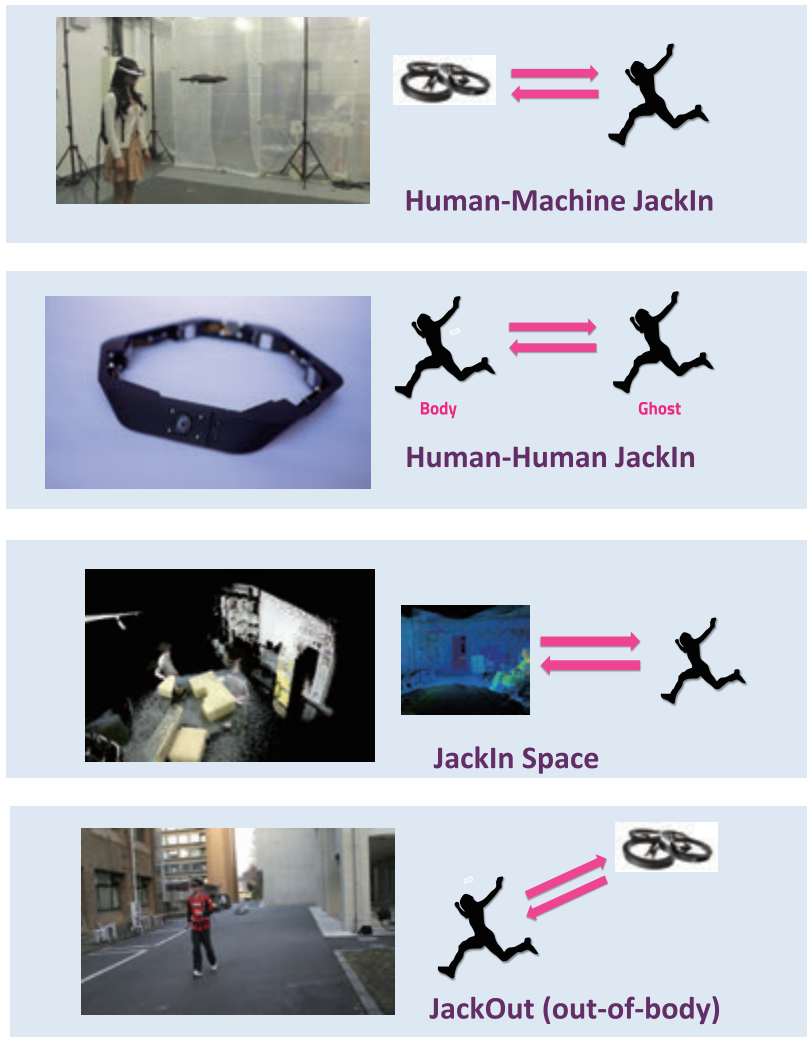 Human-Machine JackIn
Body
Ghost
Human-Human JackIn
JackIn Space
JackOut (out-of-body)